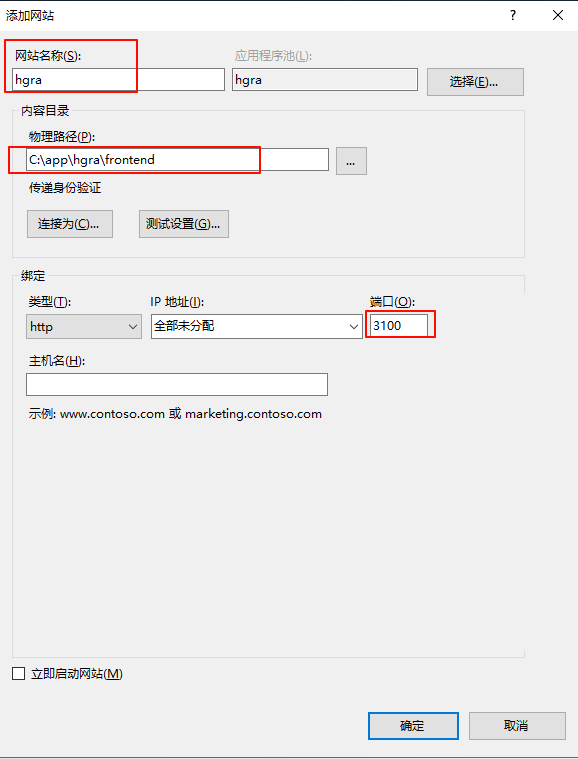 添加网站
?
网站名称(S):
应用程序池(L):
hgra
hgra
选择(E)...
内容目录
物理路径(P):
C:\app\hgra\frontend
...
传递身份验证
连接为(C)...
测试设置(G)...
绑定
类型(T):
IP 地址(I):
端口(O):
http
全部未分配
3100
主机名(H):
示例: www.contoso.com 或 marketing.contoso.com
立即启动网站(M)
确定
取消